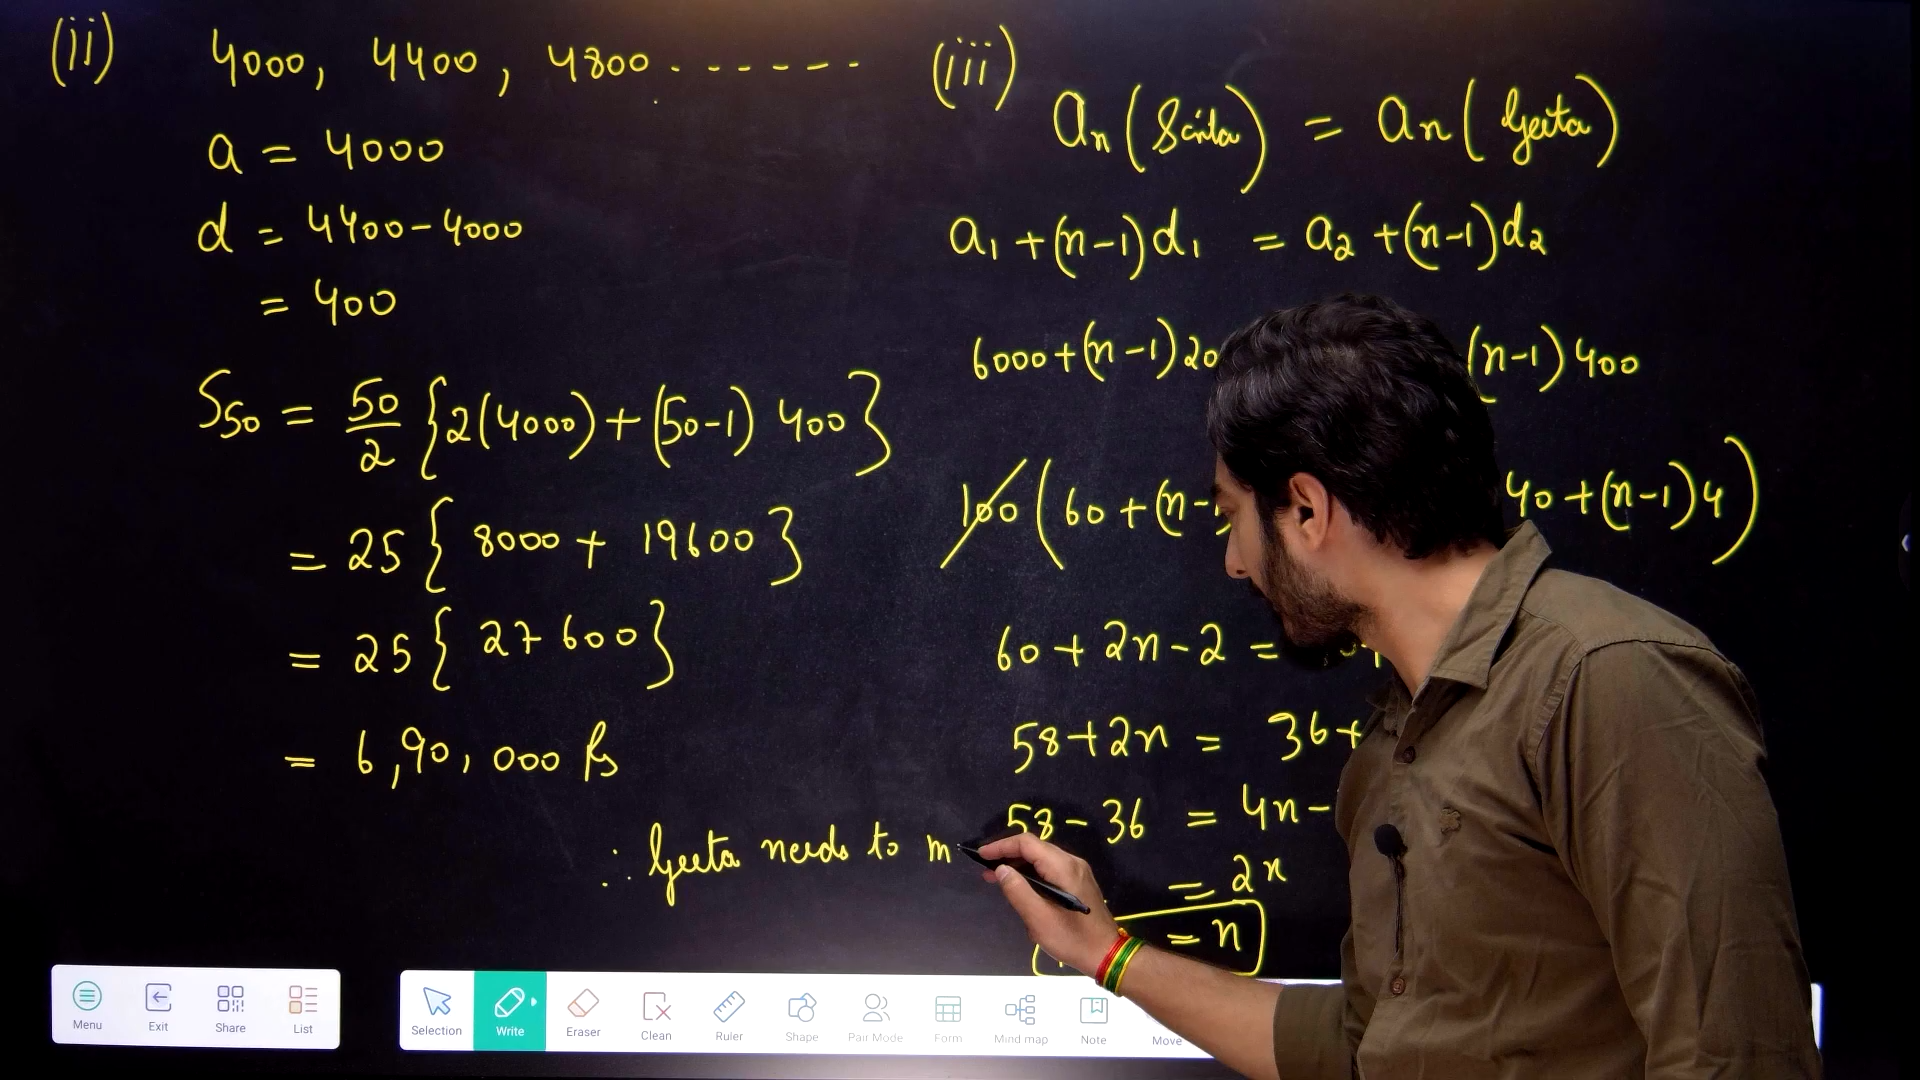 (ii) 4000, 4400, 4800.------
a = 4000
d = 4400-4000
= 400
S50 = 50/2 {2(4000)+(50-1) 400}
= 25 { 8000 + 19600 }
= 25 { 27600 }
= 6,90,000 Rs
∴ Geeta needs to m
(iii) an (Sarita) = an (Geeta)
a1 + (n-1)d1 = a2 + (n-1)d2
6000+(n-1)20 (n-1)400
100 (60+(n- 40+(n-1)4)
60 + 2n - 2 =
58+2n = 36+
58-36 = 4n-
= 2n
= n
Menu Exit Share List
Selection Write Eraser Clean Ruler Shape Pair Mode Form Mind map Note Move